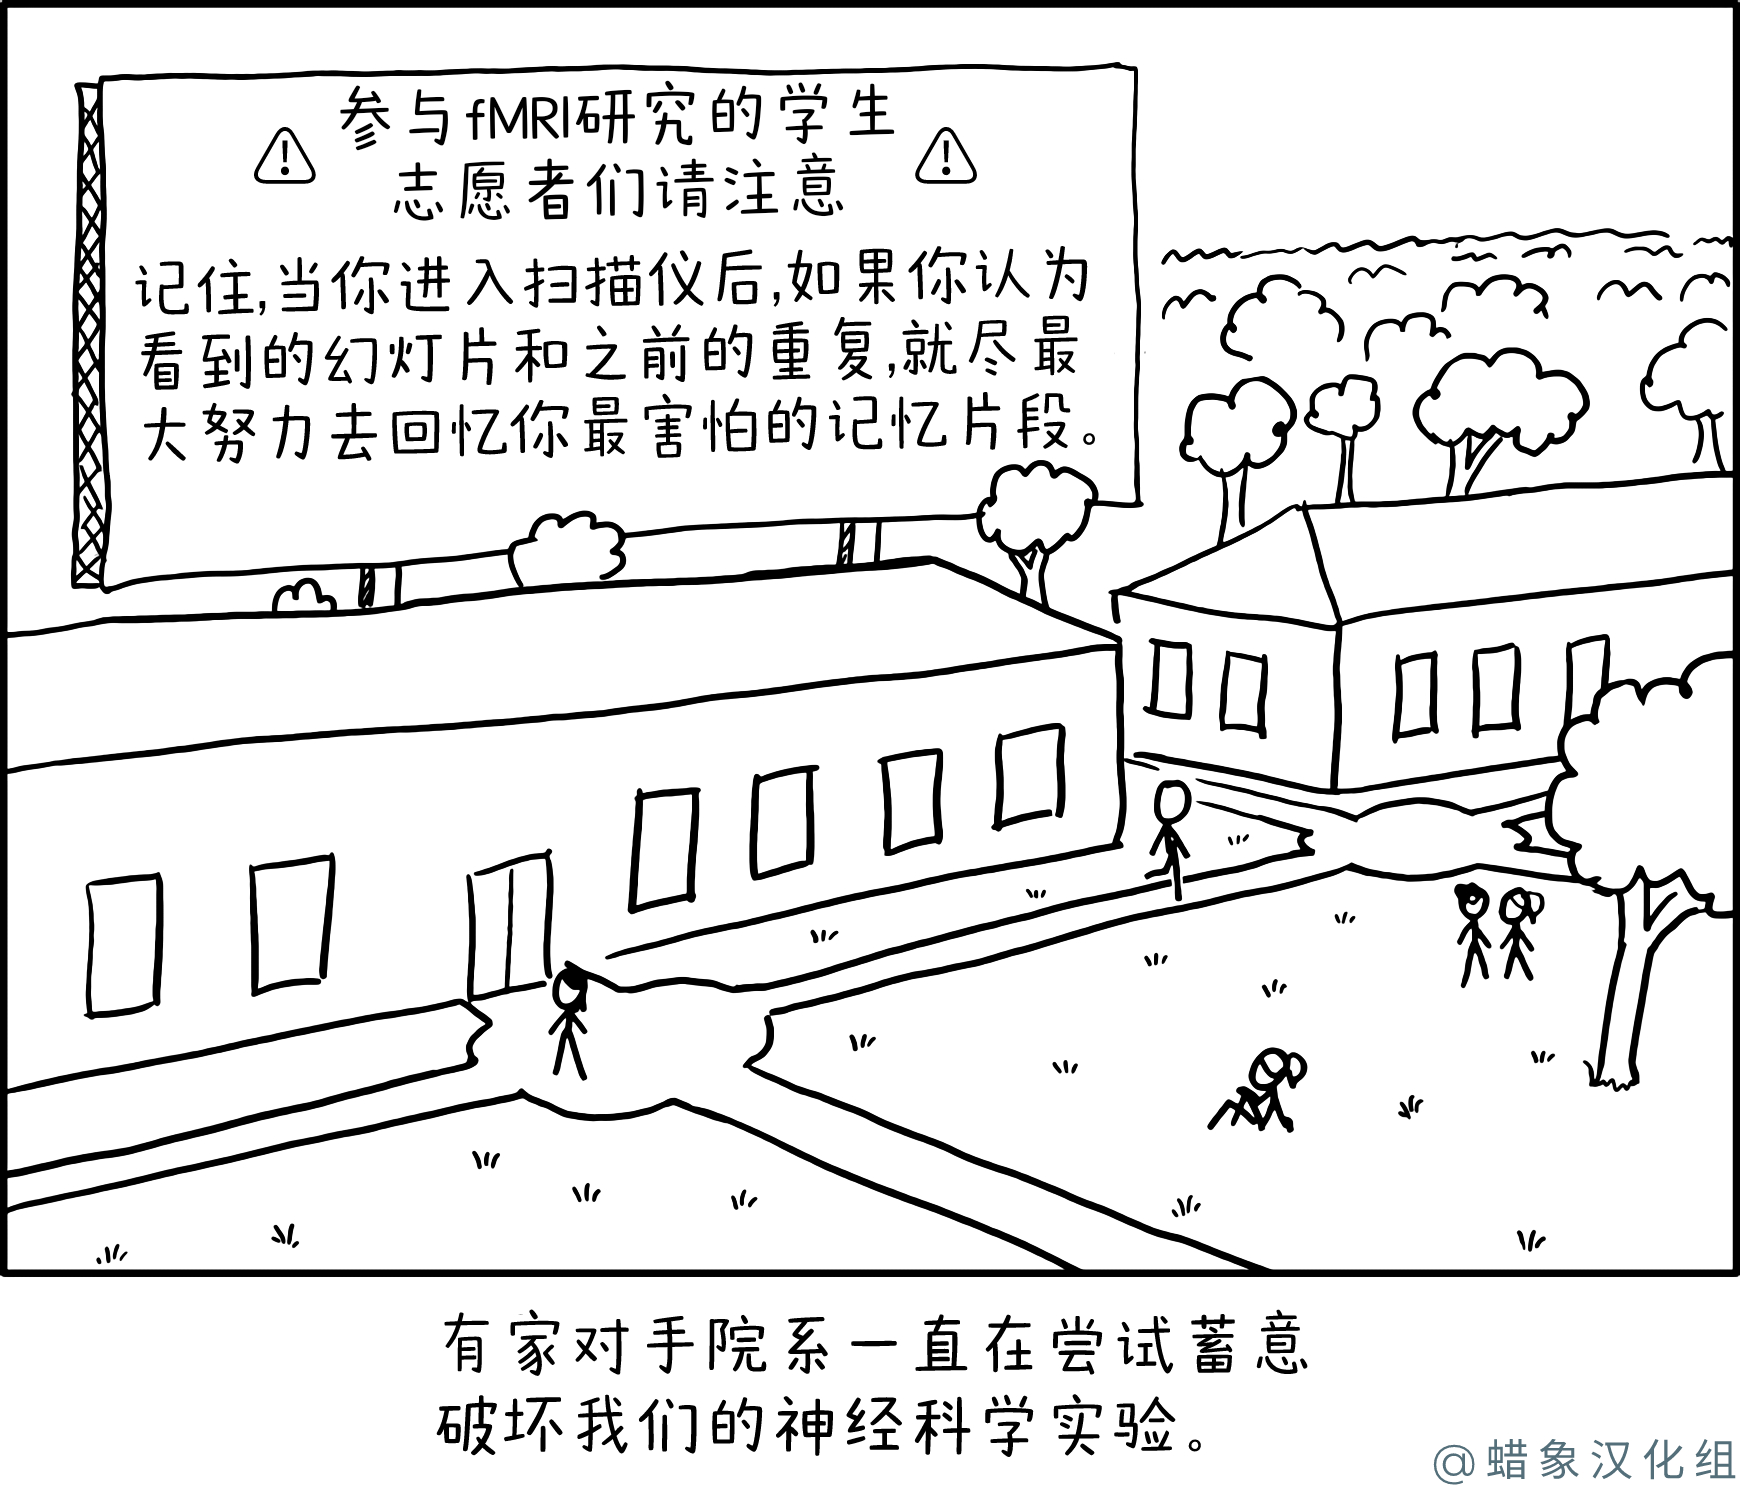 参与fMRI研究的学生
志愿者们请注意
记住,当你进入扫描仪后,如果你认为
看到的幻灯片和之前的重复,就尽最
大努力去回忆你最害怕的记忆片段。
有家对手院系一直在尝试蓄意
破坏我们的神经科学实验。
@蜡象汉化组